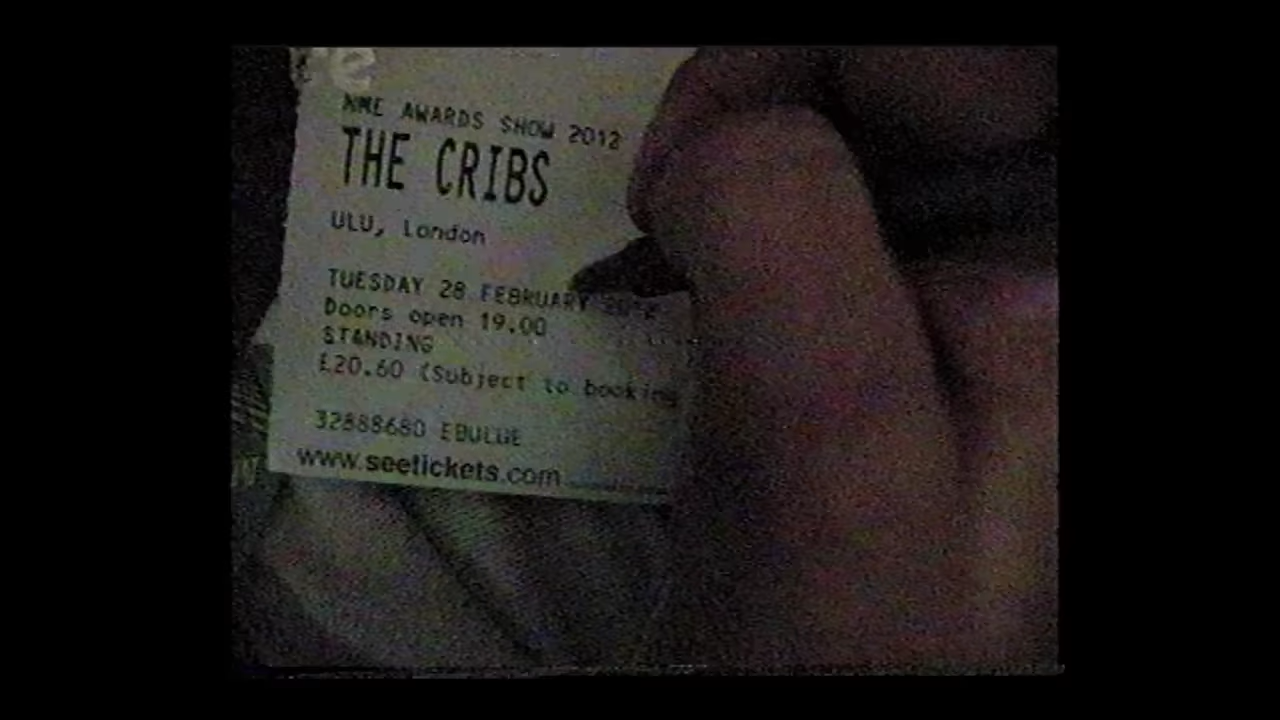 NME AWARDS SHOW 2012
THE CRIBS
ULU, London
TUESDAY 28 FEBRUARY 2012
Doors open 19.00
STANDING
£20.60 (Subject to booking
32888680
www.seetickets.com